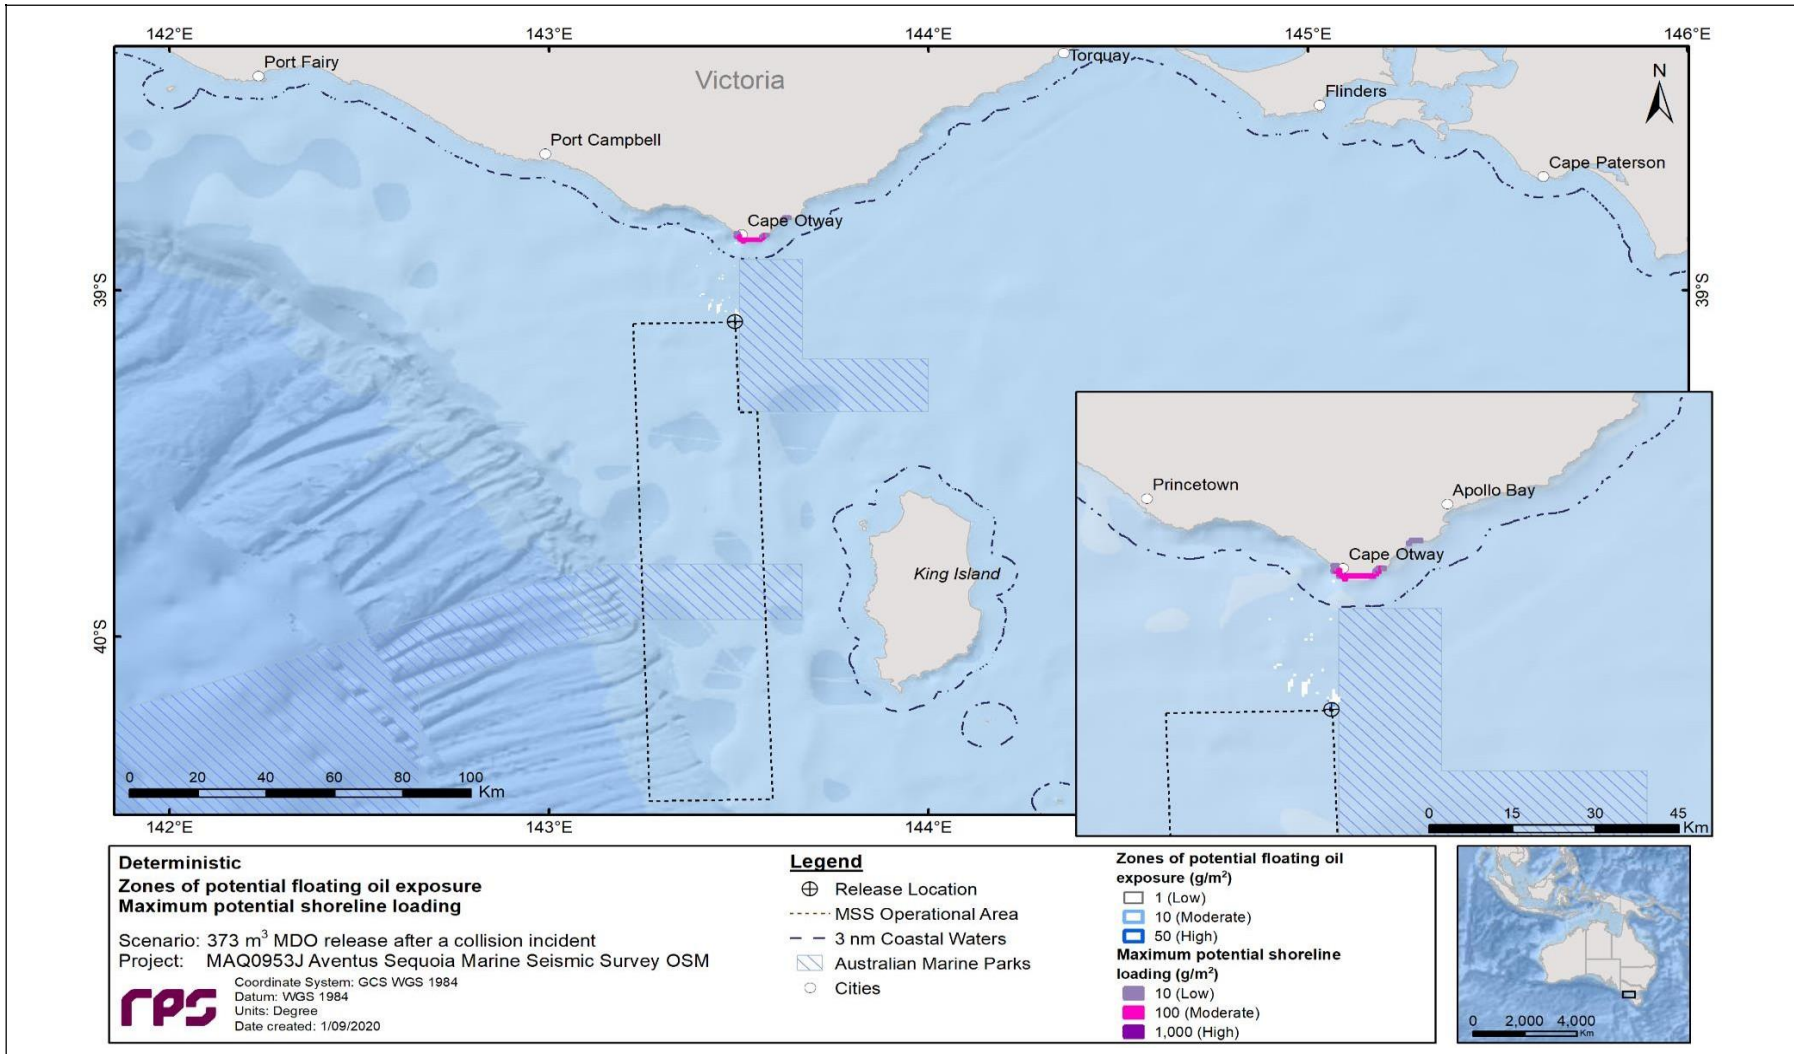 142°E 143°E 144°E 145°E 146°E
N
Port Fairy
Victoria
Torquay
Flinders
Port Campbell
Cape Paterson
Cape Otway
39°S
39°S
King Island
40°S
0 20 40 60 80 100
Km
142°E 143°E 144°E
Princetown
Apollo Bay
Cape Otway
0 15 30 45
Km
Deterministic
Zones of potential floating oil exposure
Maximum potential shoreline loading
Scenario: 373 m³ MDO release after a collision incident
Project: MAQ0953J Aventus Sequoia Marine Seismic Survey OSM
rps
Coordinate System: GCS WGS 1984
Datum: WGS 1984
Units: Degree
Date created: 1/09/2020
Legend
Release Location
MSS Operational Area
3 nm Coastal Waters
Australian Marine Parks
Cities
Zones of potential floating oil
exposure (g/m²)
1 (Low)
10 (Moderate)
50 (High)
Maximum potential shoreline
loading (g/m²)
10 (Low)
100 (Moderate)
1,000 (High)
0 2,000 4,000
Km